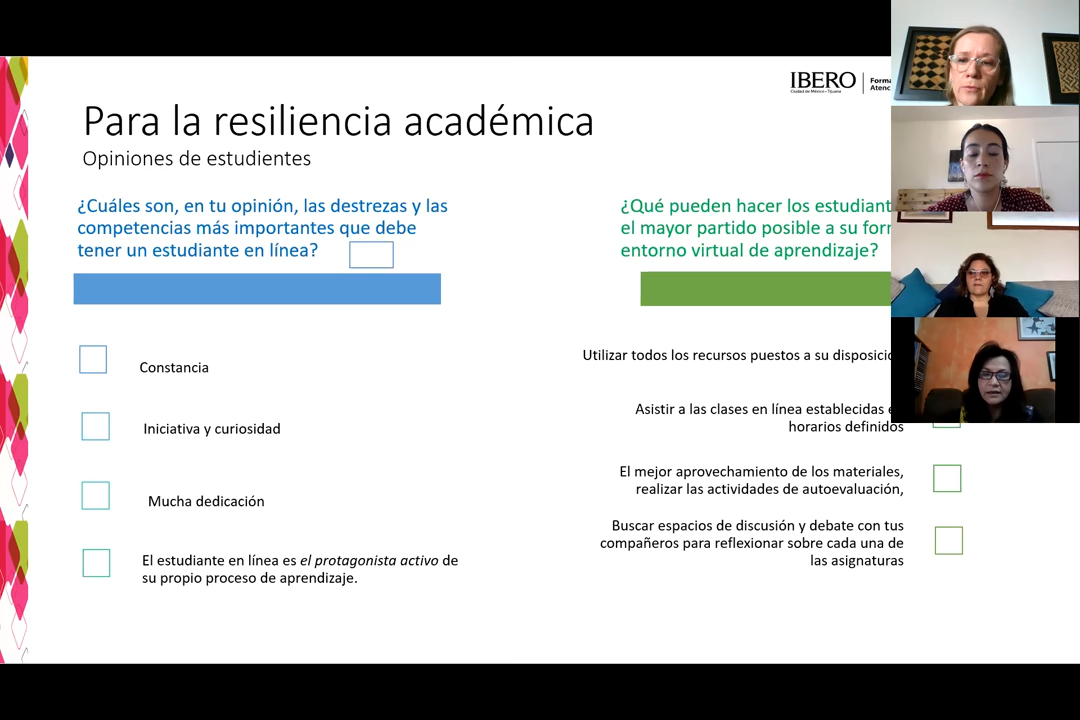 IBERO
Ciudad de México • Tijuana
Para la resiliencia académica
Opiniones de estudiantes
¿Cuáles son, en tu opinión, las destrezas y las
competencias más importantes que debe
tener un estudiante en línea?
Constancia
Iniciativa y curiosidad
Mucha dedicación
El estudiante en línea es el protagonista activo de
su propio proceso de aprendizaje.
¿Qué pueden hacer los
el mayor partido posible a su
entorno virtual de aprendizaje?
Utilizar todos los recursos puestos a su
Asistir a las clases en línea establecidas
horarios definidos
El mejor aprovechamiento de los materiales,
realizar las actividades de autoevaluación,
Buscar espacios de discusión y debate con tus
compañeros para reflexionar sobre cada una de
las asignaturas